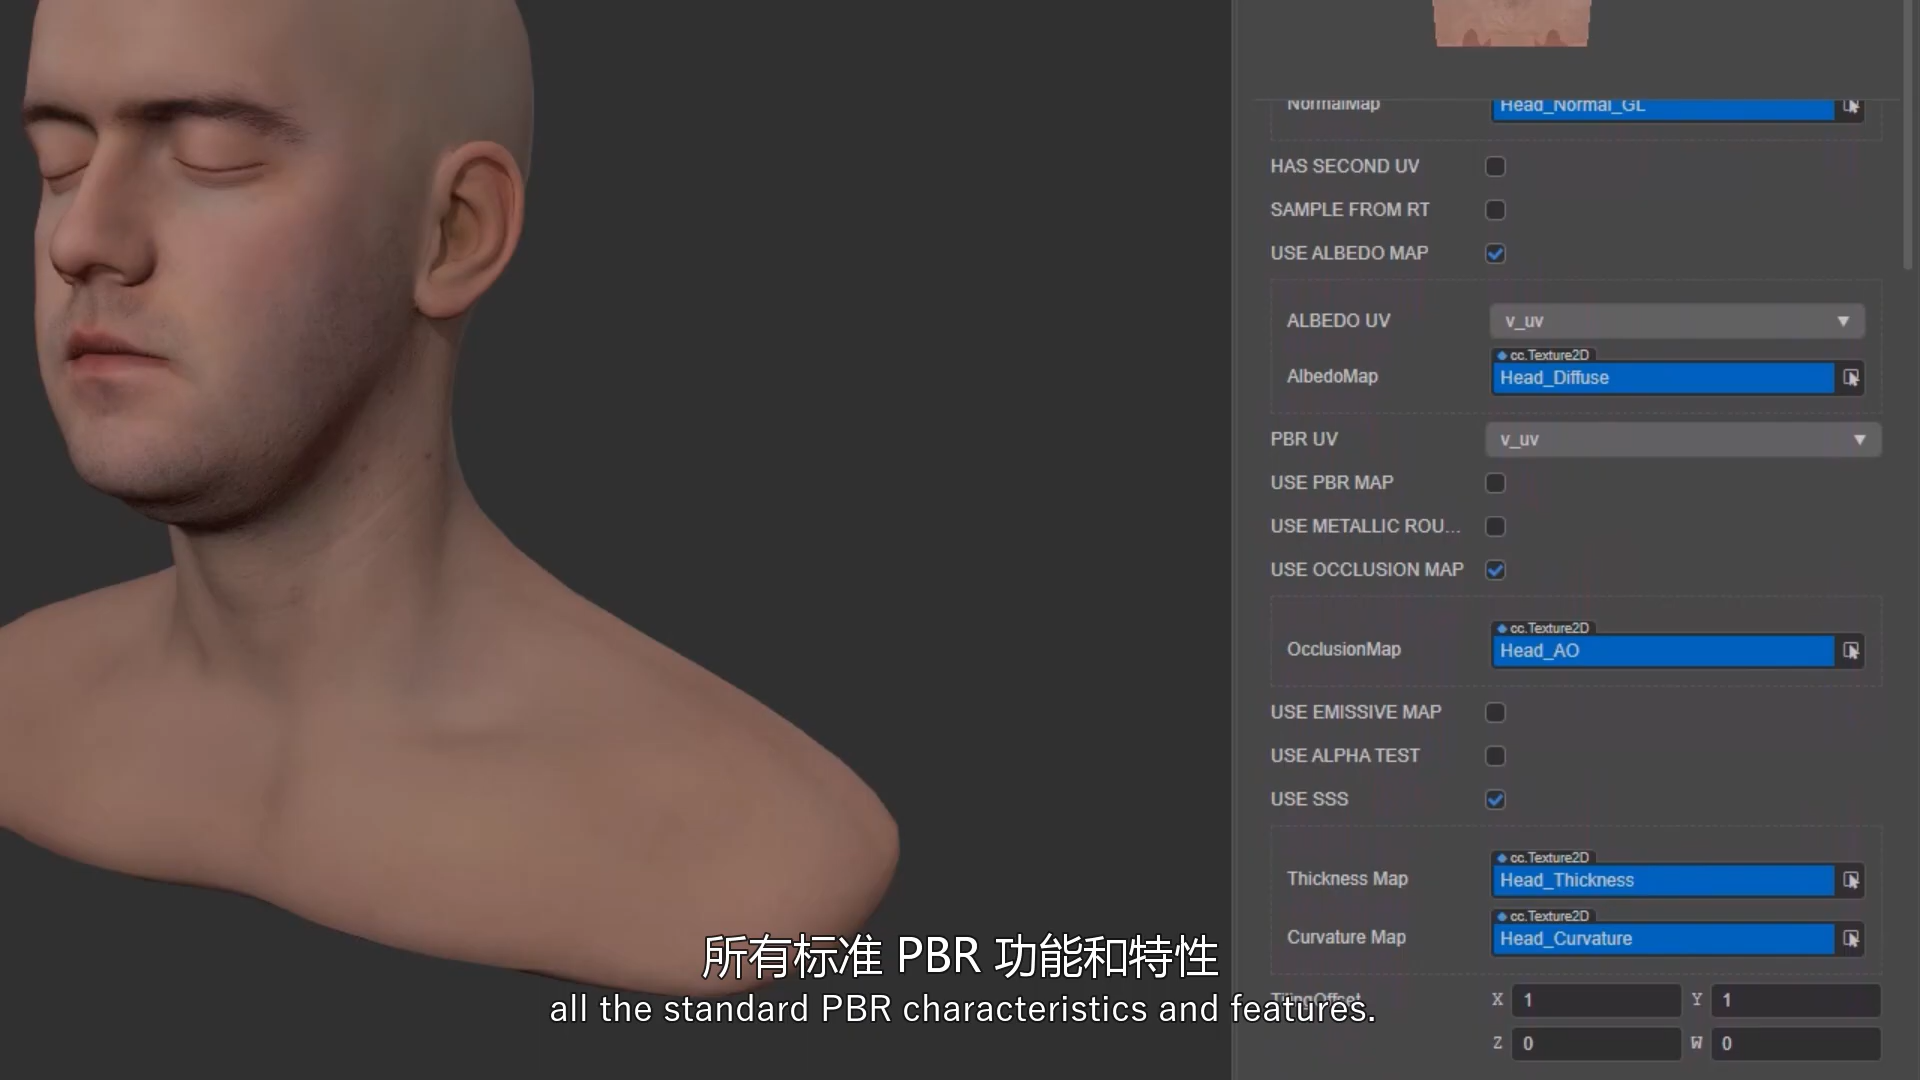 NormalMap
Head_Normal_GL
HAS SECOND UV
SAMPLE FROM RT
USE ALBEDO MAP
ALBEDO UV
v_uv
cc.Texture2D
AlbedoMap
Head_Diffuse
PBR UV
v_uv
USE PBR MAP
USE METALLIC ROU...
USE OCCLUSION MAP
cc.Texture2D
OcclusionMap
Head_AO
USE EMISSIVE MAP
USE ALPHA TEST
USE SSS
cc.Texture2D
Thickness Map
Head_Thickness
cc.Texture2D
Curvature Map
Head_Curvature
所有标准 PBR 功能和特性
TilingOffset
X 1 Y 1
all the standard PBR characteristics and features.
Z 0 W 0